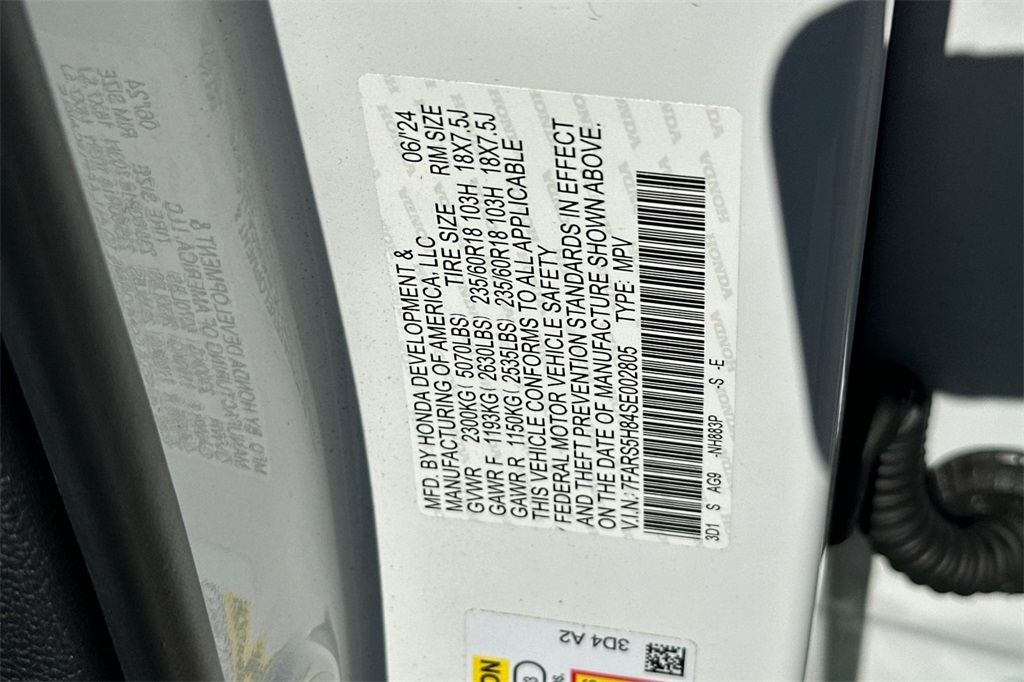 MFD. BY HONDA DEVELOPMENT & 06/'24
MANUFACTURING OF AMERICA, LLC
TIRE SIZE RIM SIZE
GVWR 2300KG( 5070LBS)
GAWR F 1193KG( 2630LBS) 235/60R18 103H 18X7.5J
GAWR R 1150KG( 2535LBS) 235/60R18 103H 18X7.5J
THIS VEHICLE CONFORMS TO ALL APPLICABLE
FEDERAL MOTOR VEHICLE SAFETY
AND THEFT PREVENTION STANDARDS IN EFFECT
ON THE DATE OF MANUFACTURE SHOWN ABOVE.
V.I.N.: 7FARS5H84SE002805 TYPE: MPV
3D1 S AG9 -NH883P -S -E
HONDA
3D4 A2